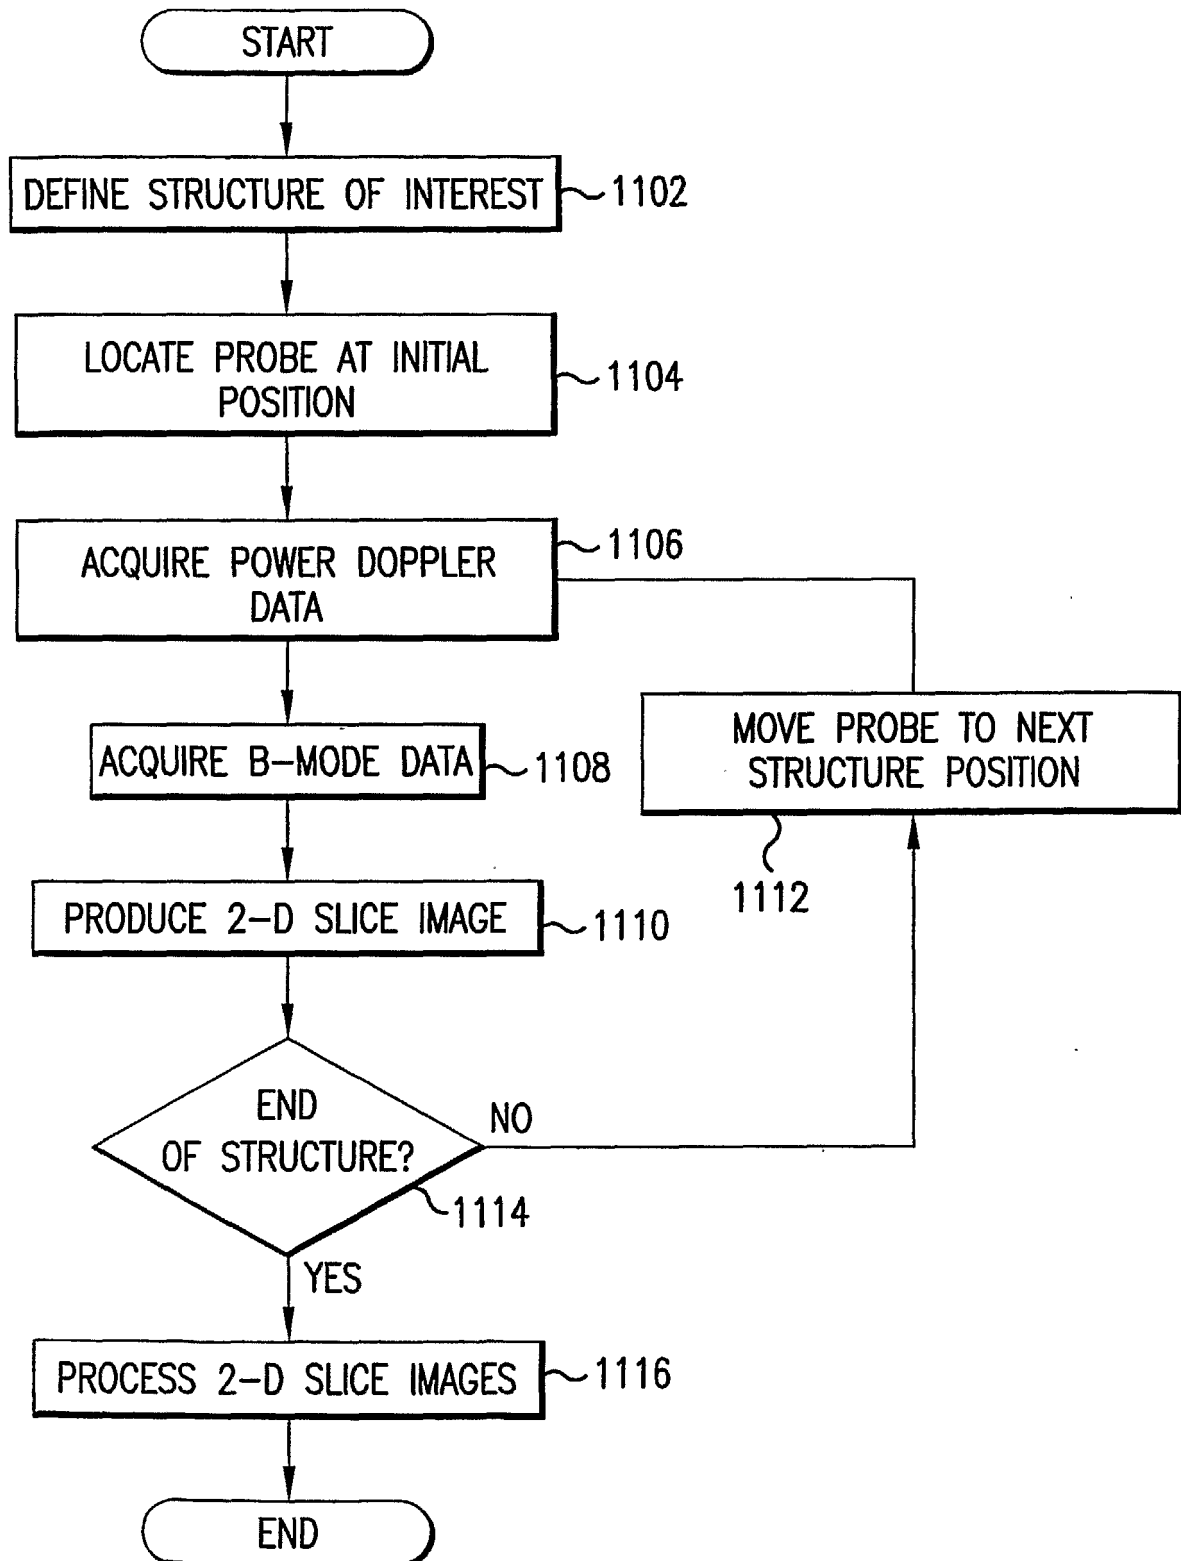 START
DEFINE STRUCTURE OF INTEREST
1102
LOCATE PROBE AT INITIAL
POSITION
1104
ACQUIRE POWER DOPPLER
DATA
1106
ACQUIRE B-MODE DATA
1108
MOVE PROBE TO NEXT
STRUCTURE POSITION
1112
PRODUCE 2-D SLICE IMAGE
1110
END
OF STRUCTURE?
NO
1114
YES
PROCESS 2-D SLICE IMAGES
1116
END